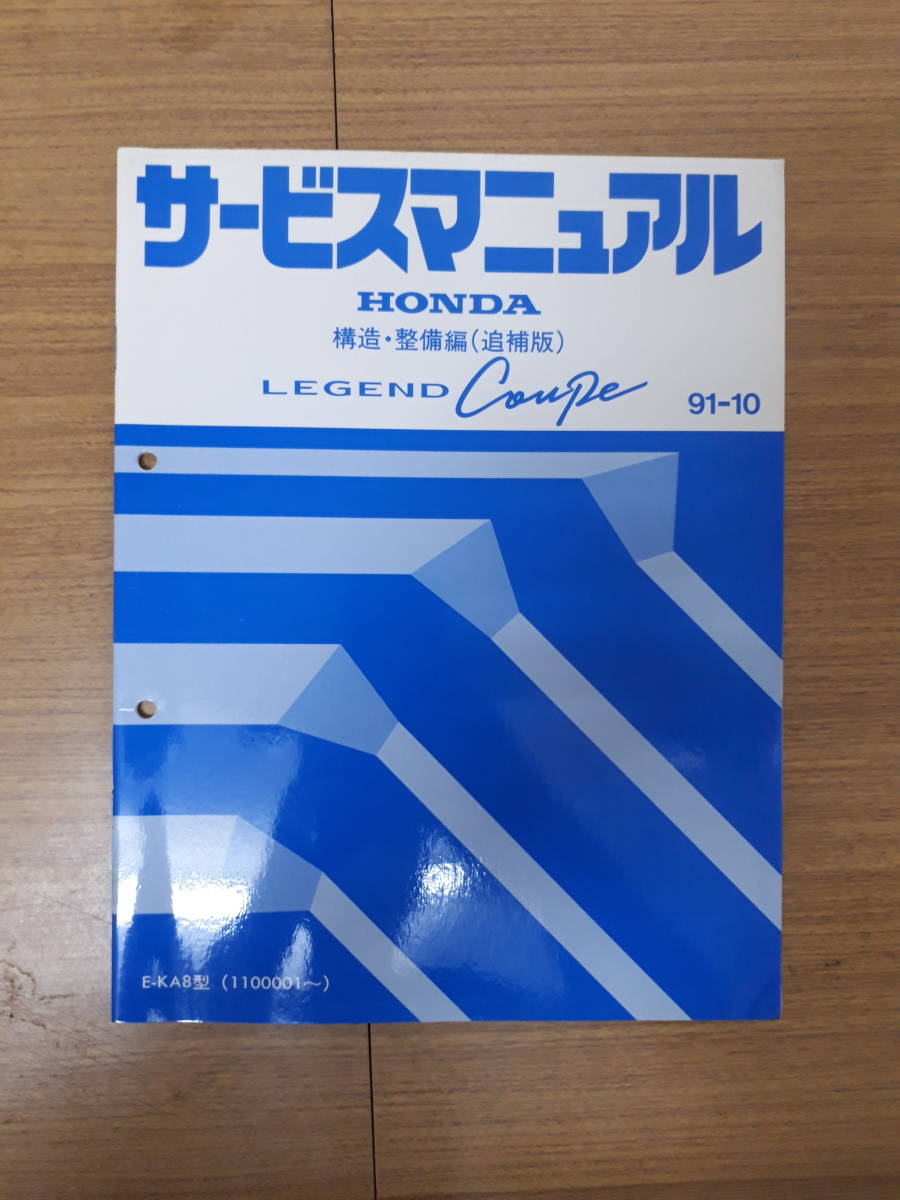 サービスマニュアル
HONDA
構造・整備編(追補版)
LEGEND Coupe
91-10
E-KA8型 (1100001〜)